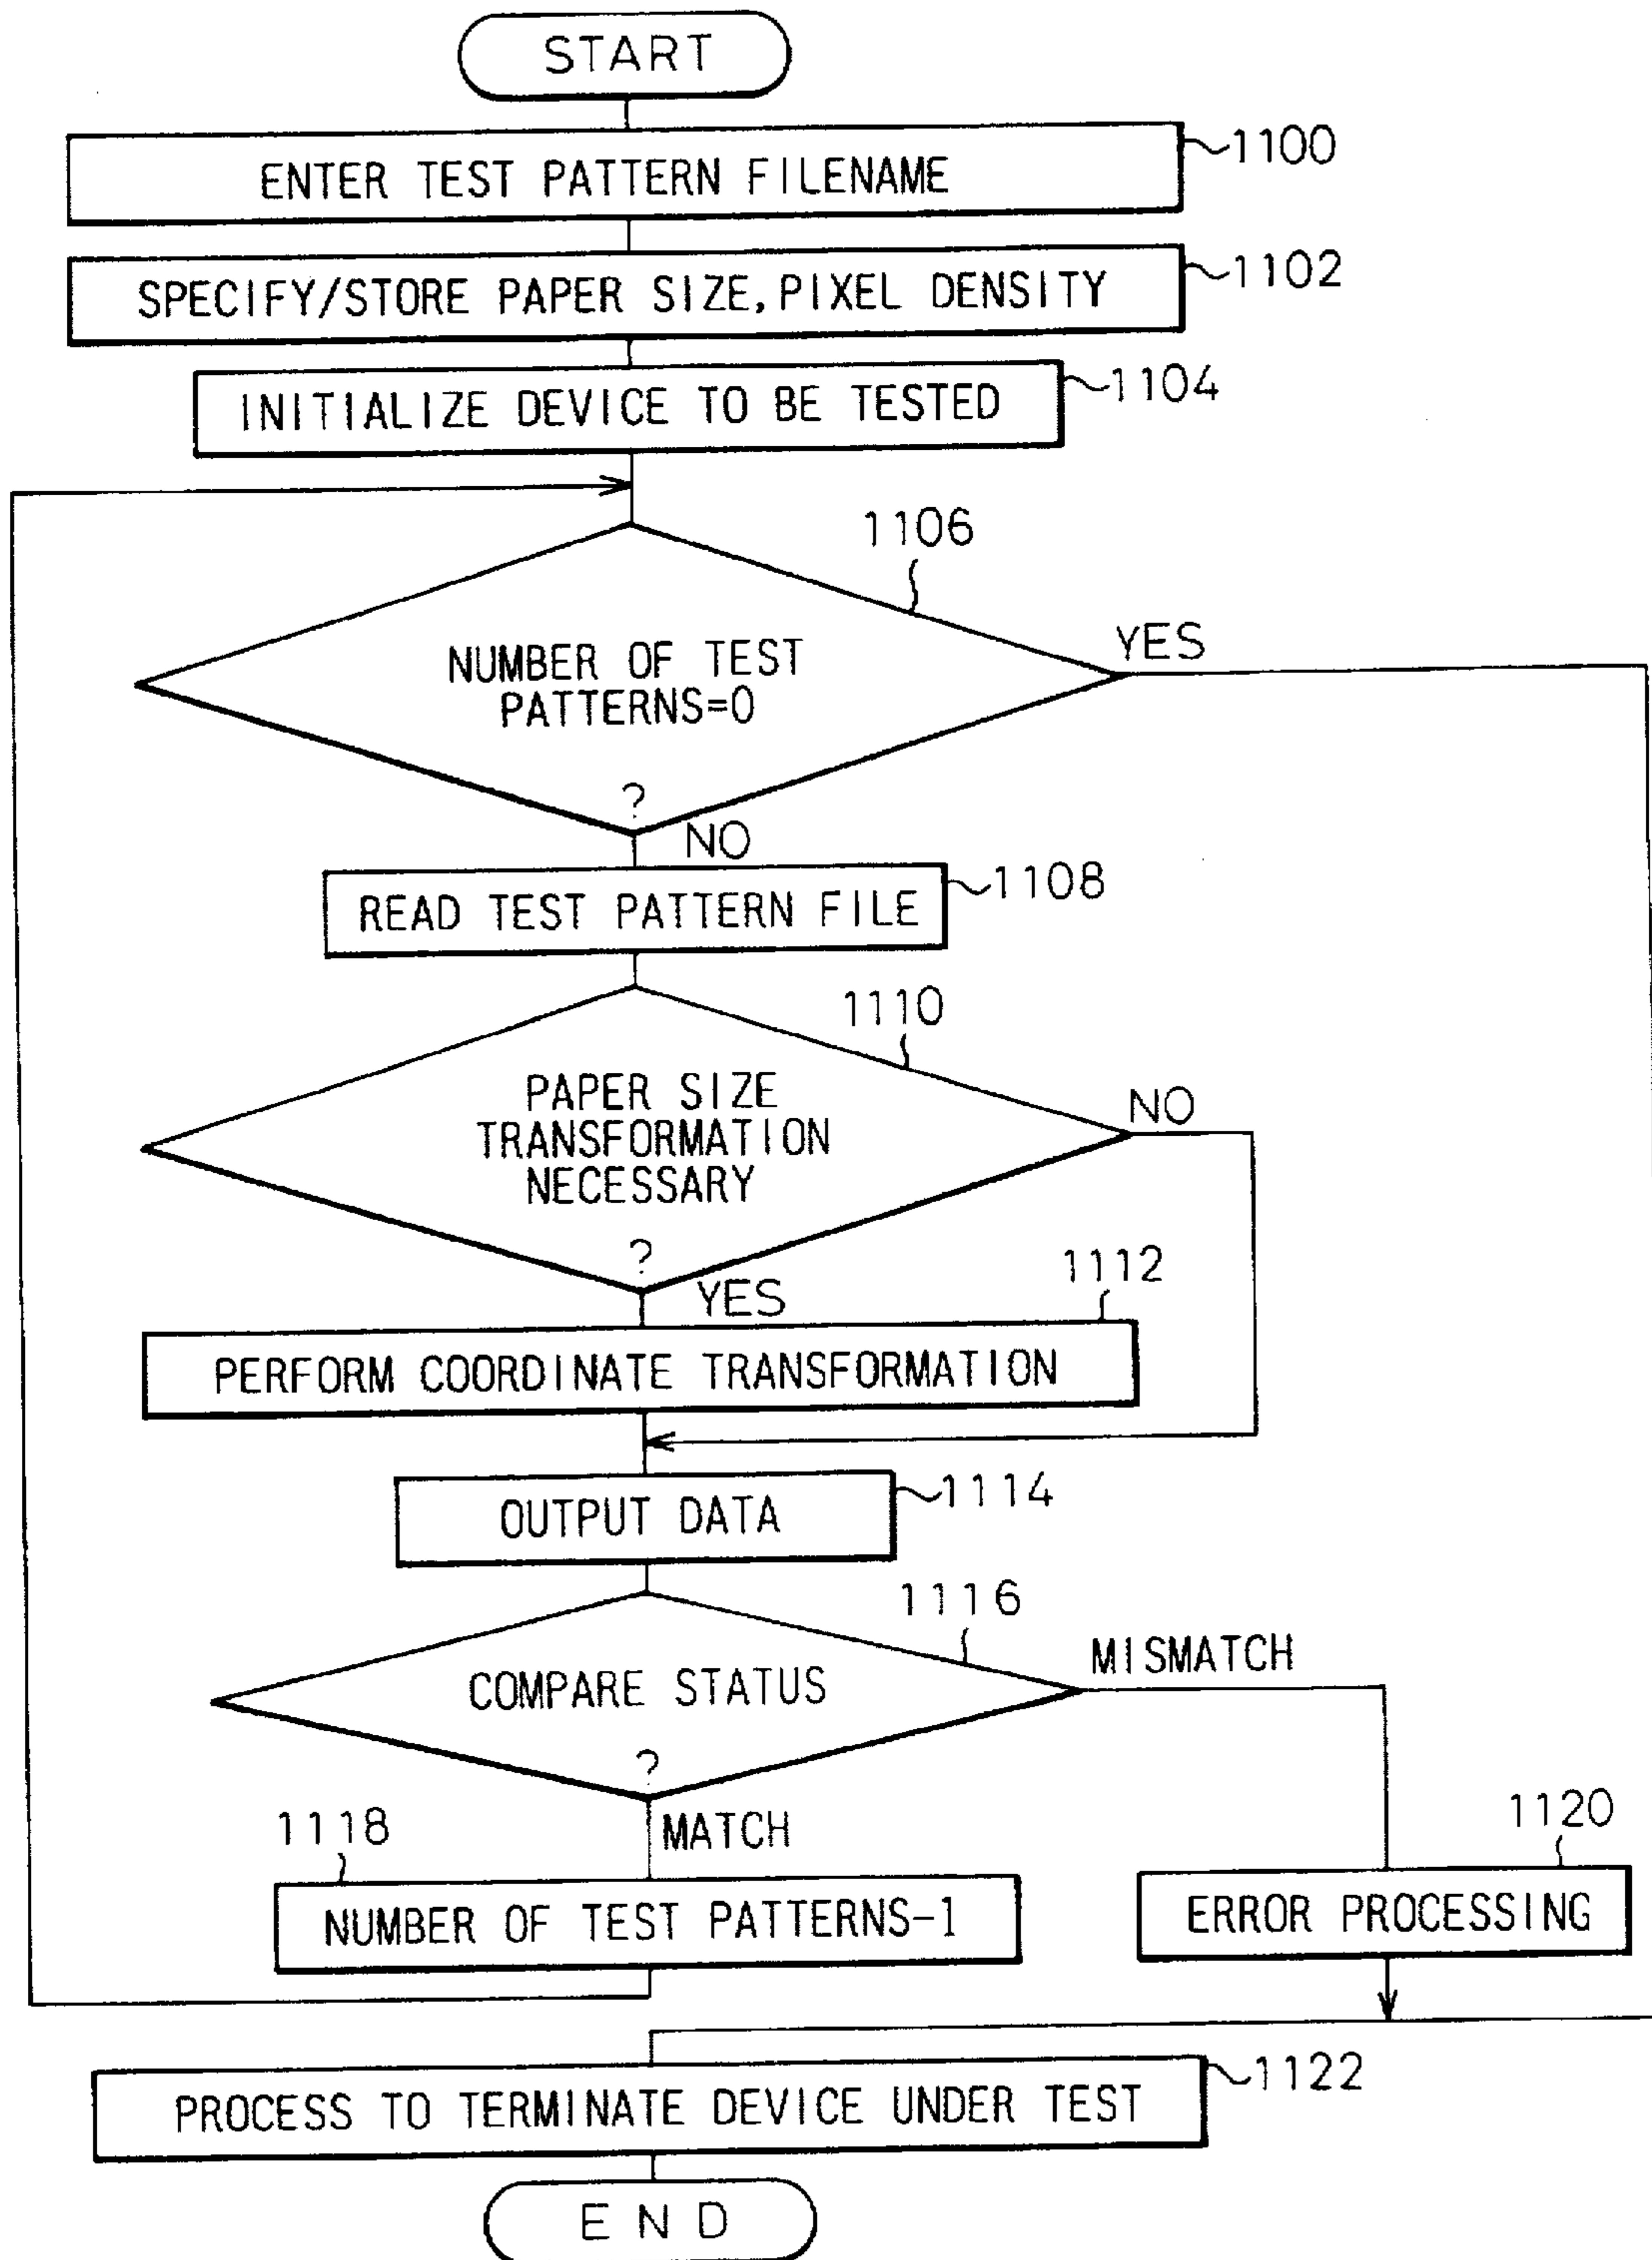 START
ENTER TEST PATTERN FILENAME
1100
SPECIFY/STORE PAPER SIZE, PIXEL DENSITY
1102
INITIALIZE DEVICE TO BE TESTED
1104
1106
NUMBER OF TEST
PATTERNS=0
?
YES
NO
READ TEST PATTERN FILE
1108
1110
PAPER SIZE
TRANSFORMATION
NECESSARY
?
NO
YES
1112
PERFORM COORDINATE TRANSFORMATION
OUTPUT DATA
1114
1116
COMPARE STATUS
?
MISMATCH
MATCH
1118
NUMBER OF TEST PATTERNS-1
1120
ERROR PROCESSING
PROCESS TO TERMINATE DEVICE UNDER TEST
1122
END